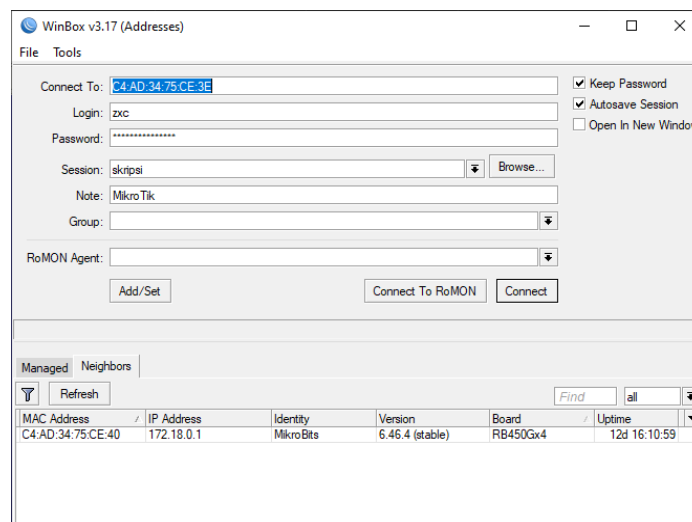 WinBox v3.17 (Addresses)
File Tools
Connect To: C4:AD:34:75:CE:3E
Keep Password
Login: zxc
Autosave Session
Password: ***************
Open In New Window
Session: skripsi
Browse...
Note: MikroTik
Group:
RoMON Agent:
Add/Set Connect To RoMON Connect
Managed Neighbors
Refresh Find all
MAC Address IP Address Identity Version Board Uptime
C4:AD:34:75:CE:40 172.18.0.1 MikroBits 6.46.4 (stable) RB450Gx4 12d 16:10:59